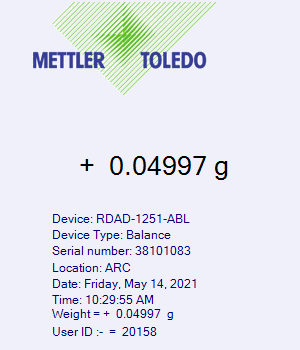 METTLER TOLEDO
+ 0.04997 g
Device: RDAD-1251-ABL
Device Type: Balance
Serial number: 38101083
Location: ARC
Date: Friday, May 14, 2021
Time: 10:29:55 AM
Weight = + 0.04997 g
User ID :- = 20158